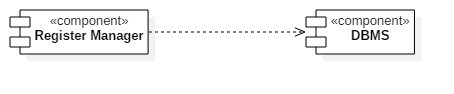 «component»
Register Manager
«component»
DBMS